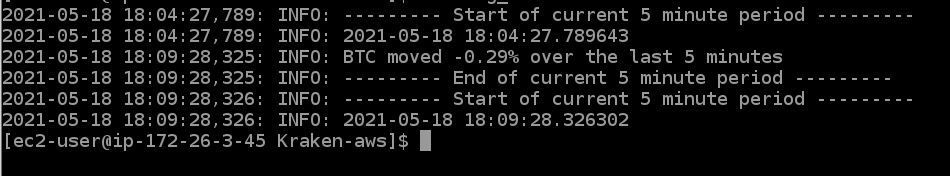 2021-05-18 18:04:27,789: INFO: --------- Start of current 5 minute period ---------
2021-05-18 18:04:27,789: INFO: 2021-05-18 18:04:27.789643
2021-05-18 18:09:28,325: INFO: BTC moved -0.29% over the last 5 minutes
2021-05-18 18:09:28,325: INFO: --------- End of current 5 minute period ---------
2021-05-18 18:09:28,326: INFO: --------- Start of current 5 minute period ---------
2021-05-18 18:09:28,326: INFO: 2021-05-18 18:09:28.326302
[ec2-user@ip-172-26-3-45 Kraken-aws]$